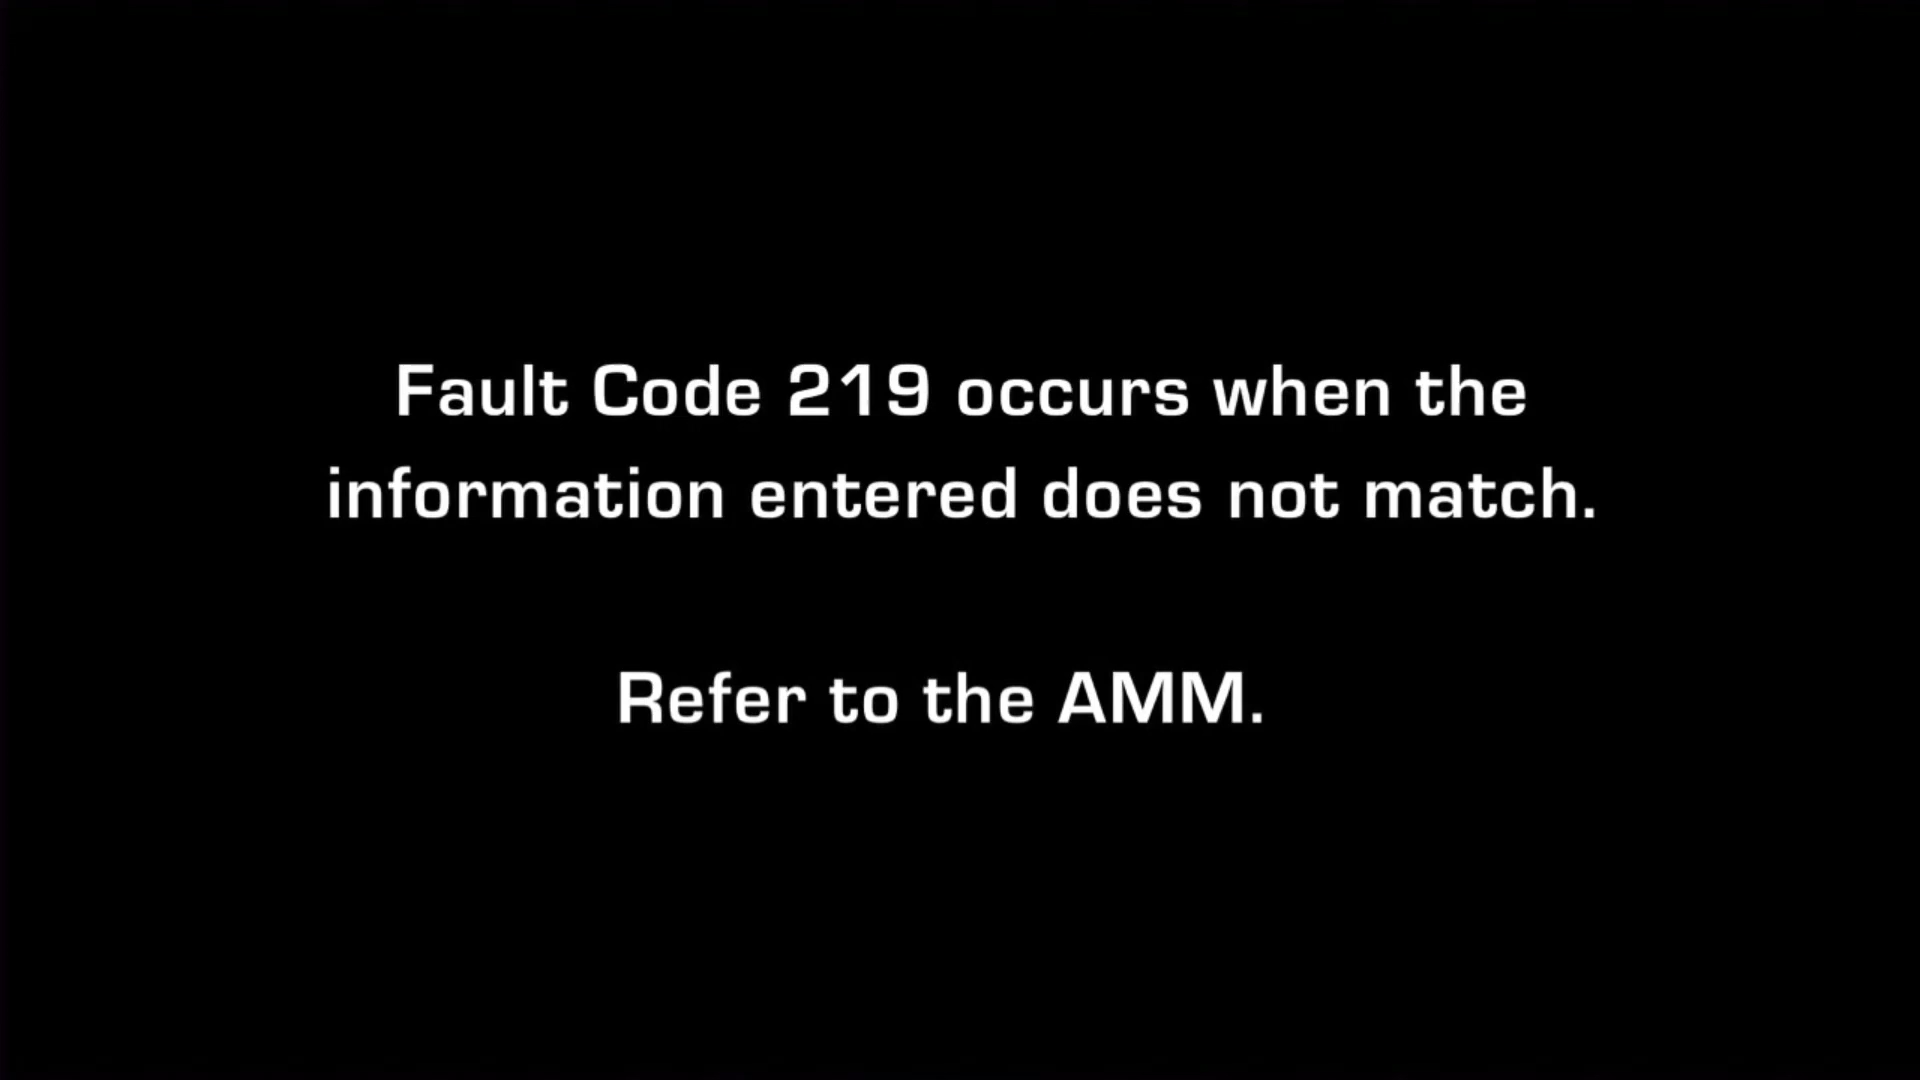 Fault Code 219 occurs when the
information entered does not match.
Refer to the AMM.